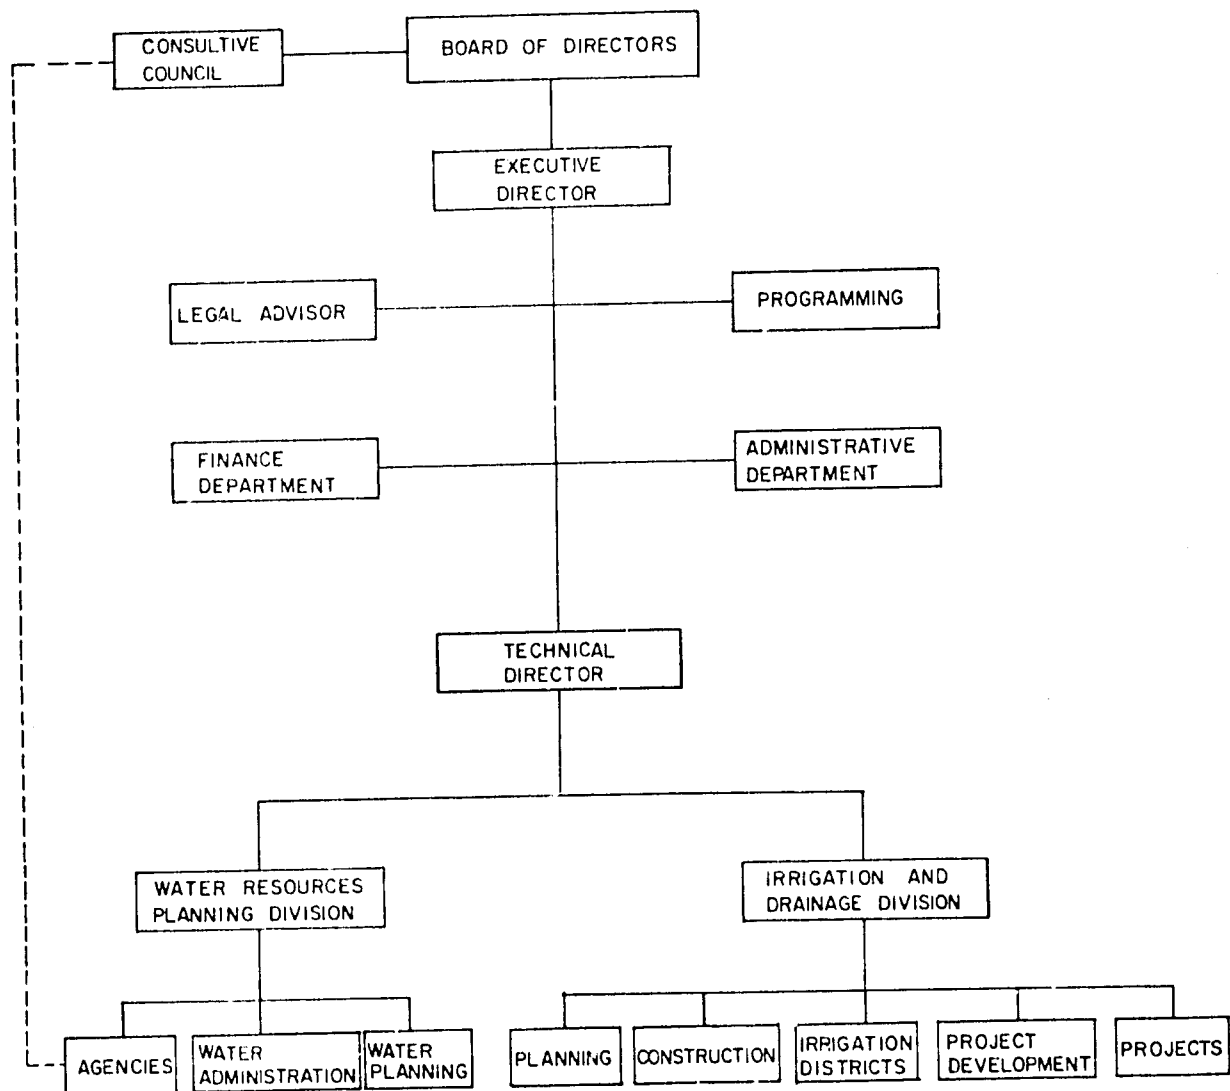 CONSULTIVE
COUNCIL
BOARD OF DIRECTORS
EXECUTIVE
DIRECTOR
LEGAL ADVISOR
PROGRAMMING
FINANCE
DEPARTMENT
ADMINISTRATIVE
DEPARTMENT
TECHNICAL
DIRECTOR
WATER RESOURCES
PLANNING DIVISION
IRRIGATION AND
DRAINAGE DIVISION
AGENCIES
WATER
ADMINISTRATION
WATER
PLANNING
PLANNING
CONSTRUCTION
IRRIGATION
DISTRICTS
PROJECT
DEVELOPMENT
PROJECTS